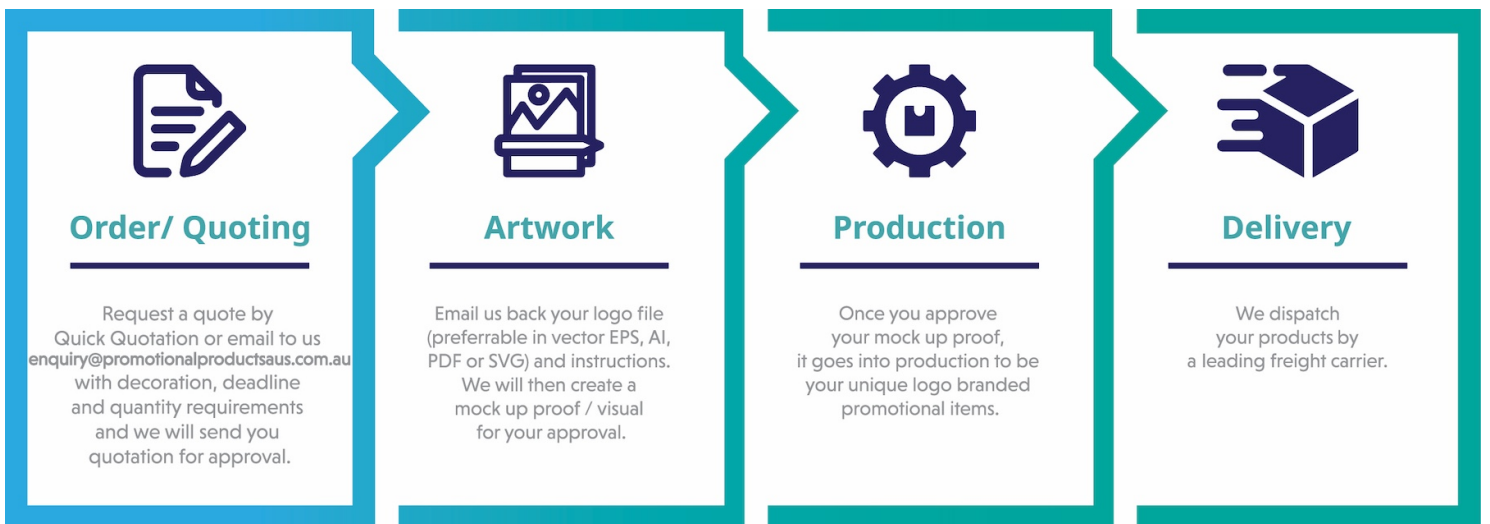 Order/ Quoting
Request a quote by
Quick Quotation or email to us
enquiry@promotionalproductsaus.com.au
with decoration, deadline
and quantity requirements
and we will send you
quotation for approval.
Artwork
Email us back your logo file
(preferrable in vector EPS, AI,
PDF or SVG) and instructions.
We will then create a
mock up proof / visual
for your approval.
Production
Once you approve
your mock up proof,
it goes into production to be
your unique logo branded
promotional items.
Delivery
We dispatch
your products by
a leading freight carrier.